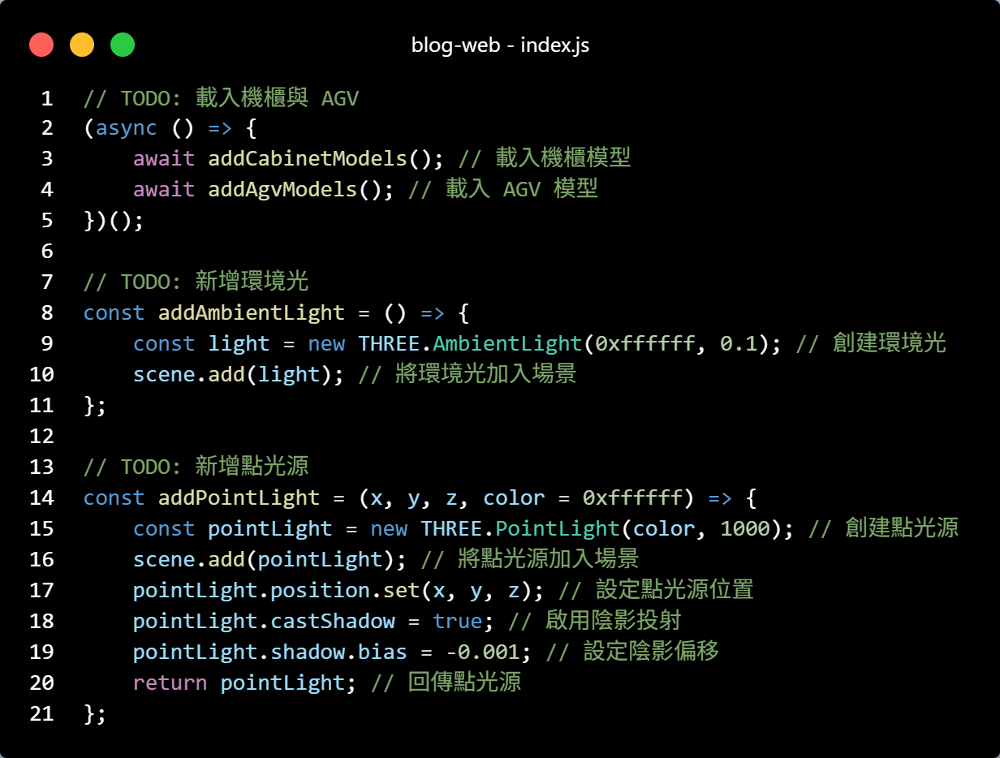 blog-web - index.js
1 // TODO: 載入機櫃與 AGV
2 (async () => {
3     await addCabinetModels(); // 載入機櫃模型
4     await addAgvModels(); // 載入 AGV 模型
5 })();
6
7 // TODO: 新增環境光
8 const addAmbientLight = () => {
9     const light = new THREE.AmbientLight(0xffffff, 0.1); // 創建環境光
10     scene.add(light); // 將環境光加入場景
11 };
12
13 // TODO: 新增點光源
14 const addPointLight = (x, y, z, color = 0xffffff) => {
15     const pointLight = new THREE.PointLight(color, 1000); // 創建點光源
16     scene.add(pointLight); // 將點光源加入場景
17     pointLight.position.set(x, y, z); // 設定點光源位置
18     pointLight.castShadow = true; // 啟用陰影投射
19     pointLight.shadow.bias = -0.001; // 設定陰影偏移
20     return pointLight; // 回傳點光源
21 };